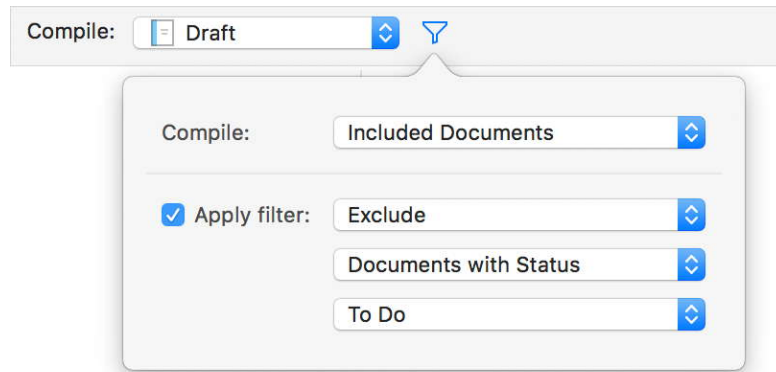 Compile: Draft
Compile: Included Documents
Apply filter: Exclude
Documents with Status
To Do